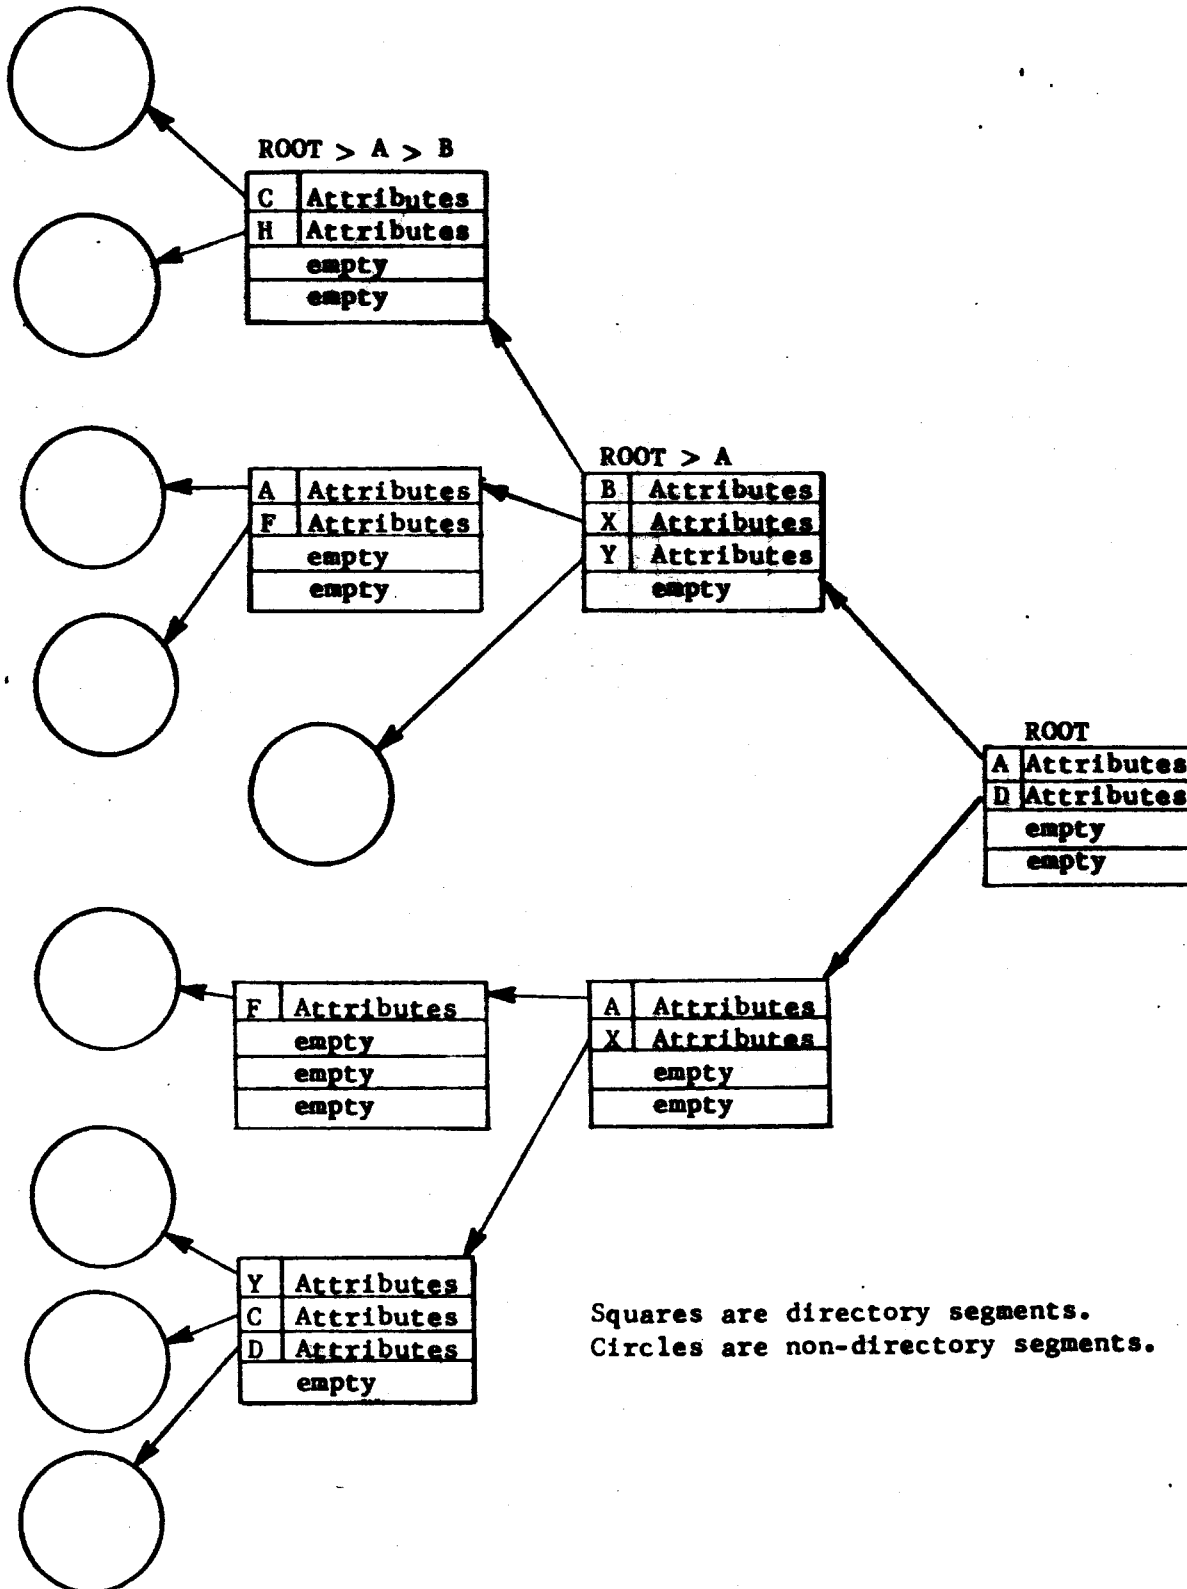 ROOT > A > B
C Attributes
H Attributes
empty
empty
ROOT > A
B Attributes
X Attributes
Y Attributes
empty
A Attributes
F Attributes
empty
empty
ROOT
A Attributes
D Attributes
empty
empty
F Attributes
empty
empty
empty
A Attributes
X Attributes
empty
empty
Y Attributes
C Attributes
D Attributes
empty
Squares are directory segments.
Circles are non-directory segments.